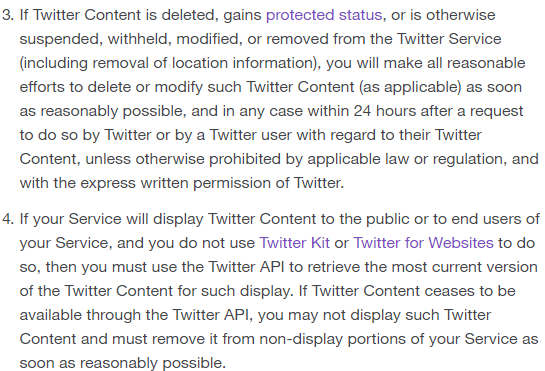 3. If Twitter Content is deleted, gains protected status, or is otherwise
suspended, withheld, modified, or removed from the Twitter Service
(including removal of location information), you will make all reasonable
efforts to delete or modify such Twitter Content (as applicable) as soon
as reasonably possible, and in any case within 24 hours after a request
to do so by Twitter or by a Twitter user with regard to their Twitter
Content, unless otherwise prohibited by applicable law or regulation, and
with the express written permission of Twitter.
4. If your Service will display Twitter Content to the public or to end users of
your Service, and you do not use Twitter Kit or Twitter for Websites to do
so, then you must use the Twitter API to retrieve the most current version
of the Twitter Content for such display. If Twitter Content ceases to be
available through the Twitter API, you may not display such Twitter
Content and must remove it from non-display portions of your Service as
soon as reasonably possible.